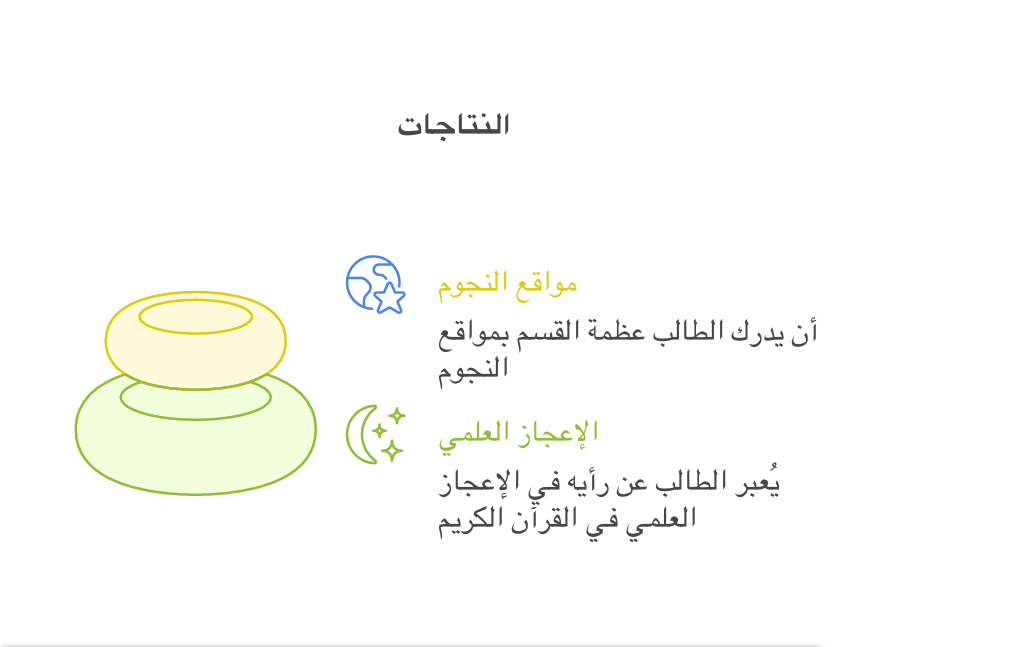 النتاجات
مواقع النجوم
أن يدرك الطالب عظمة القسم بمواقع
النجوم
الإعجاز العلمي
يُعبر الطالب عن رأيه في الإعجاز
العلمي في القرآن الكريم